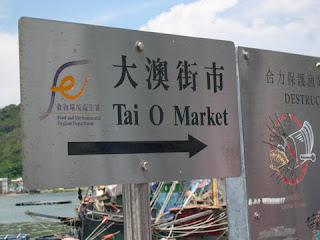 大澳街市
Tai O Market
食物環境衞生署
Food and Environmental
Hygiene Department
合力保護漁
DESTRUC